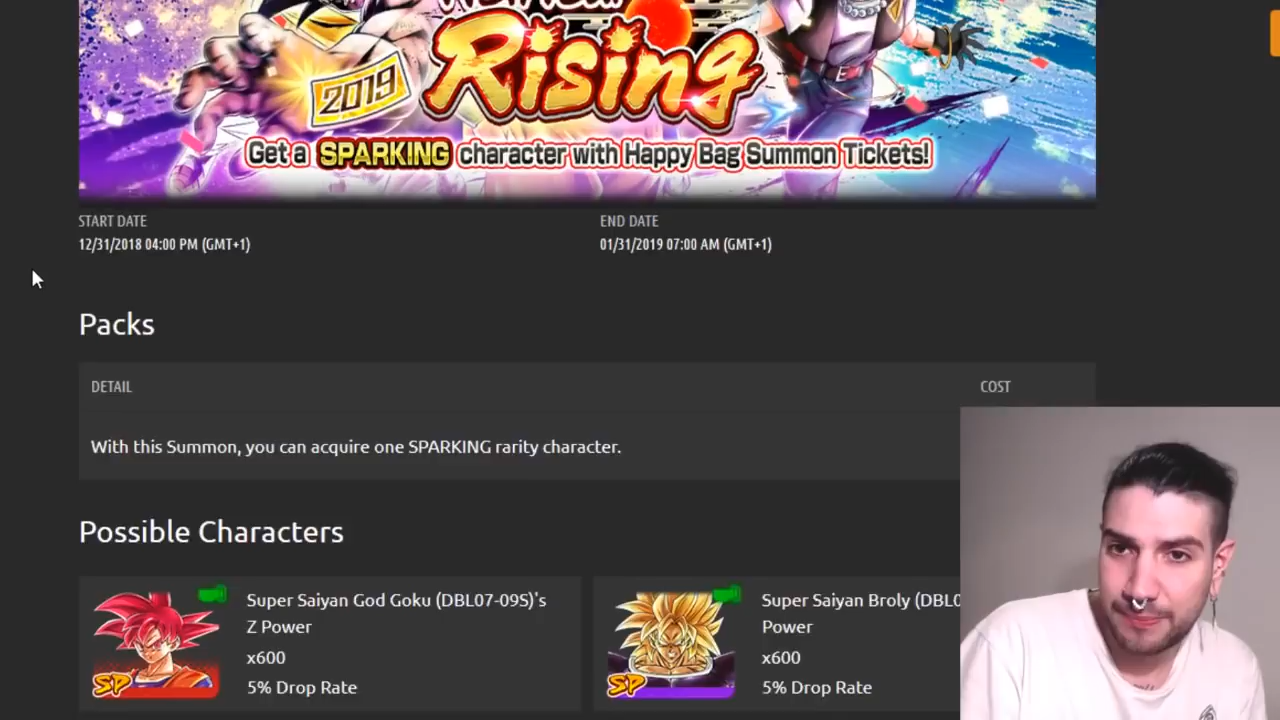 Rising
2019
Get a SPARKING character with Happy Bag Summon Tickets!
START DATE
END DATE
12/31/2018 04:00 PM (GMT+1)
01/31/2019 07:00 AM (GMT+1)
Packs
DETAIL
COST
With this Summon, you can acquire one SPARKING rarity character.
Possible Characters
Super Saiyan God Goku (DBL07-09S)'s
Z Power
x600
5% Drop Rate
SP
Super Saiyan Broly
Power
x600
5% Drop Rate
SP